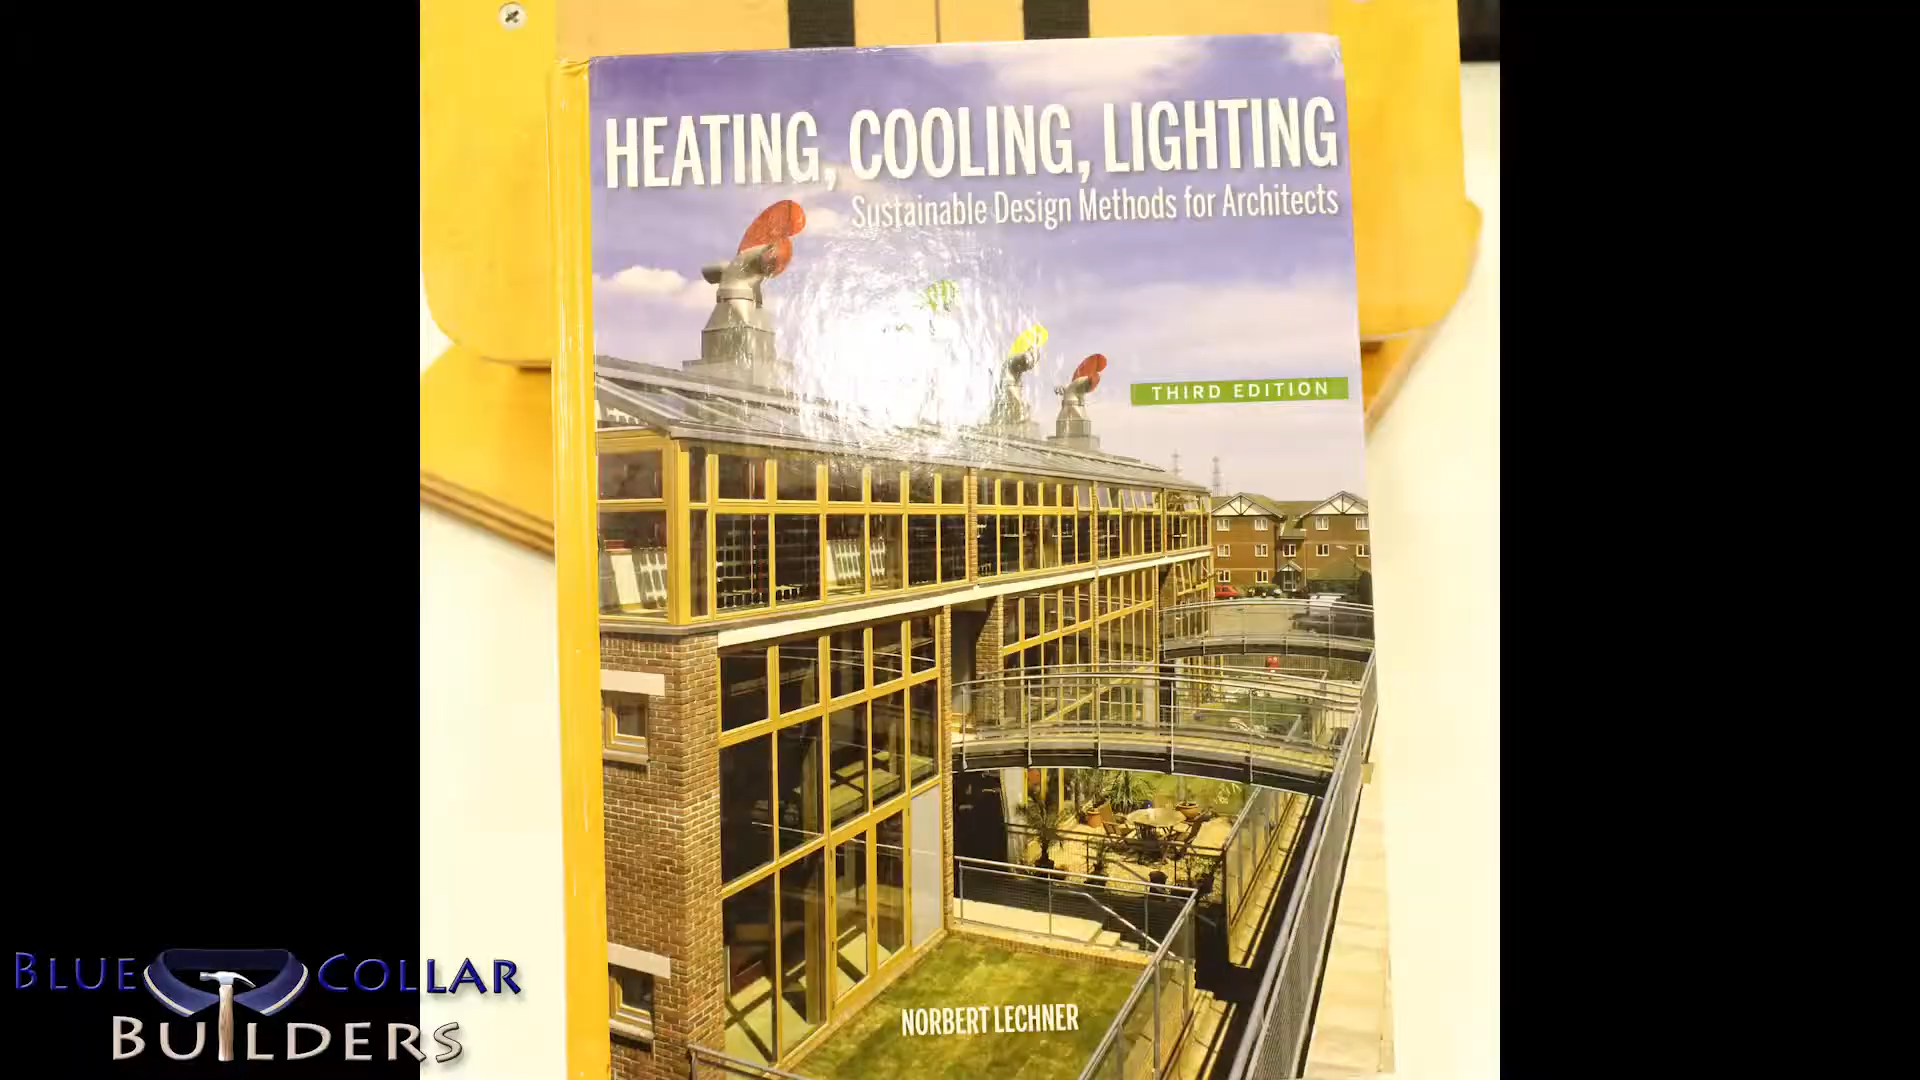 HEATING, COOLING, LIGHTING
Sustainable Design Methods for Architects
THIRD EDITION
NORBERT LECHNER
BLUE COLLAR
BUILDERS